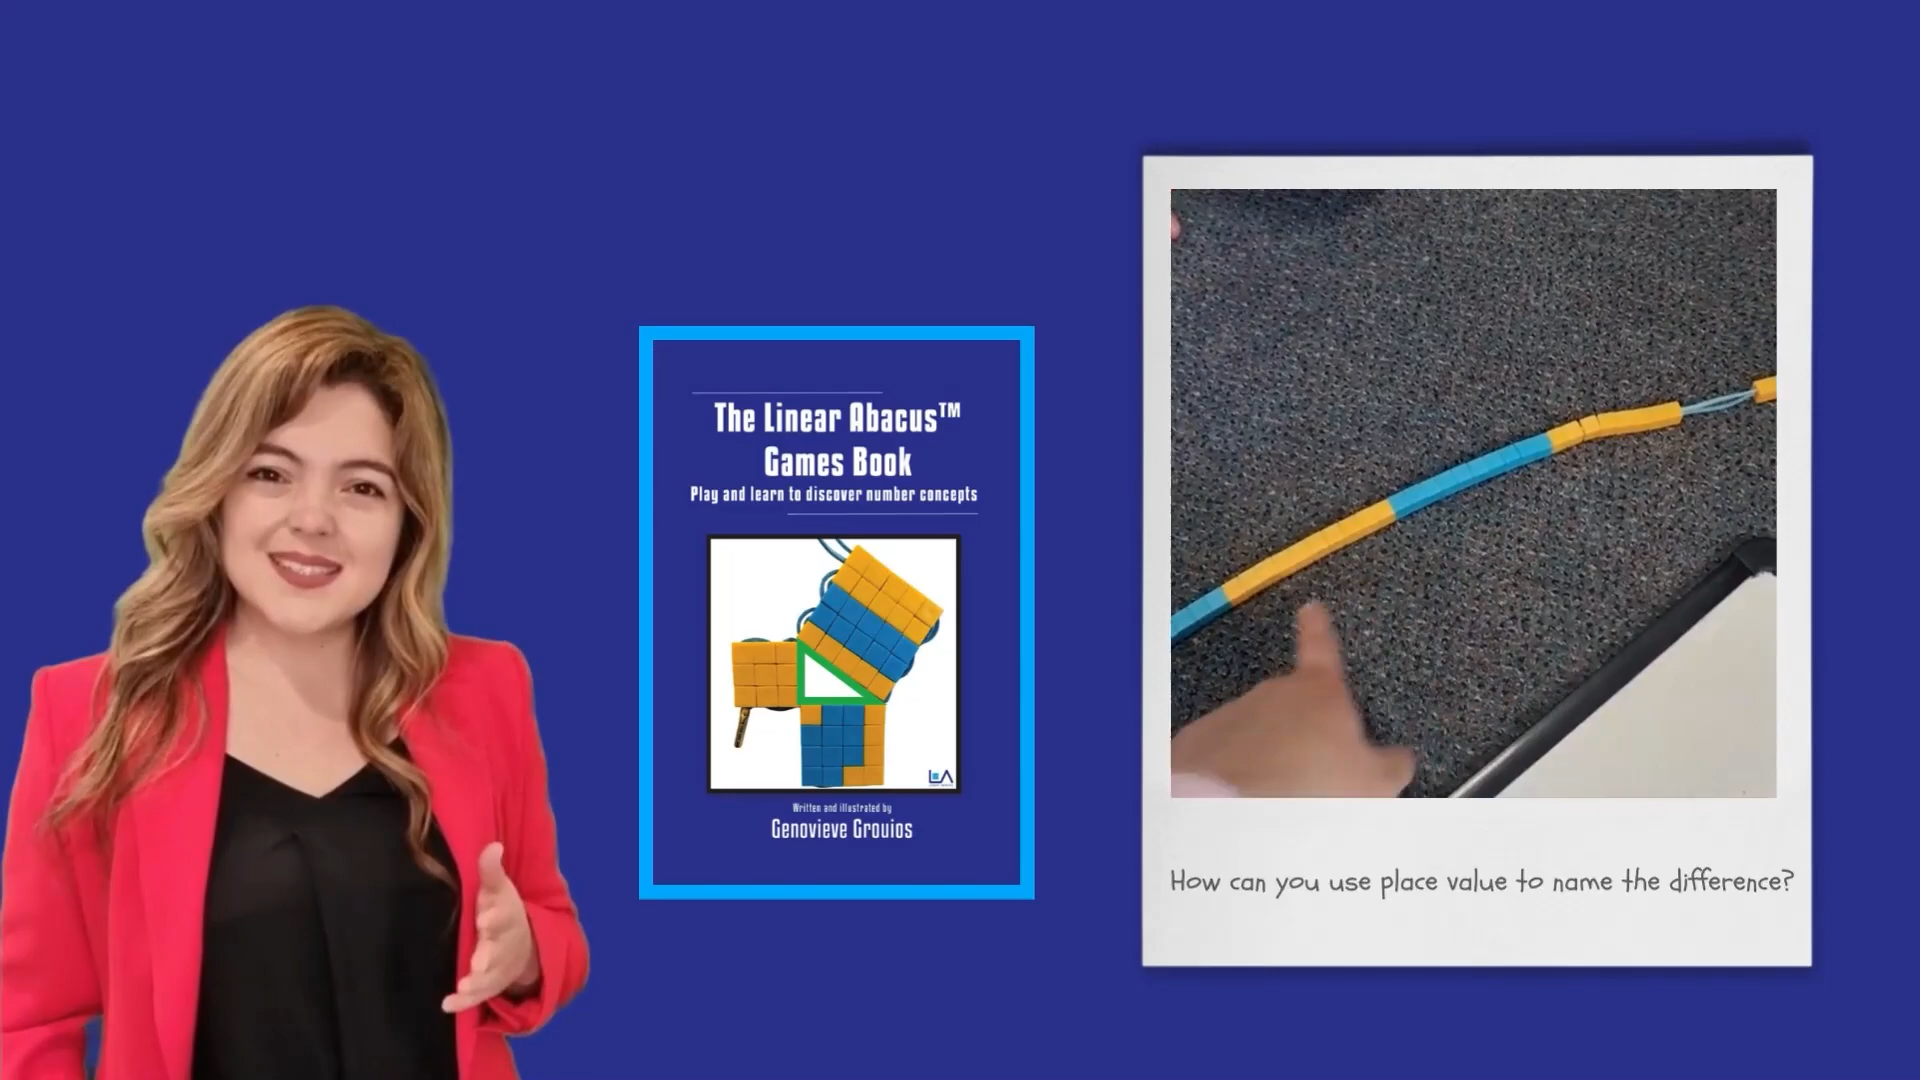 The Linear Abacus™
Games Book
Play and learn to discover number concepts
LA
Written and illustrated by
Genovieve Grouios
How can you use place value to name the difference?